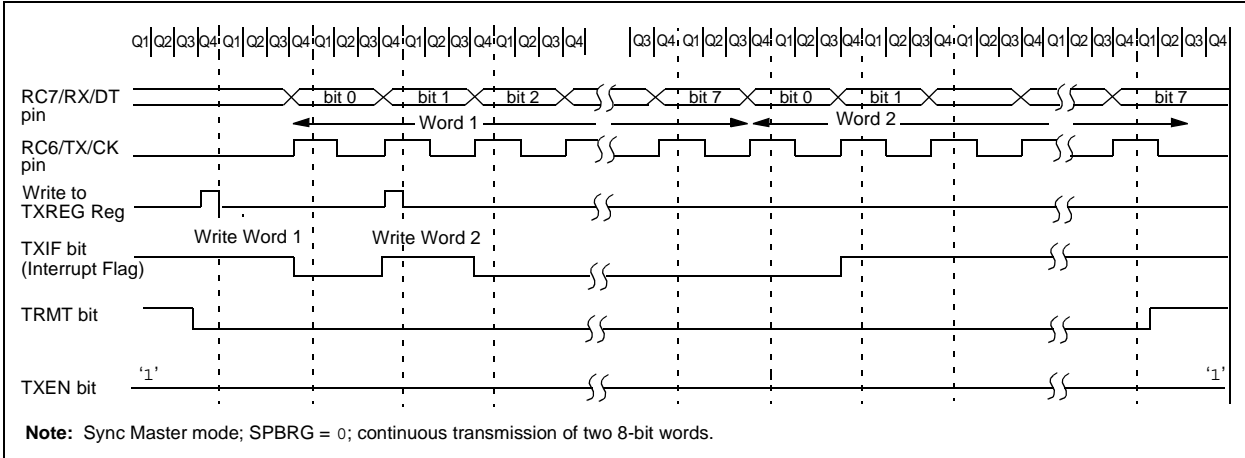 Q1 Q2 Q3 Q4 Q1 Q2 Q3 Q4 Q1 Q2 Q3 Q4 Q1 Q2 Q3 Q4 Q1 Q2 Q3 Q4 Q3 Q4 Q1 Q2 Q3 Q4 Q1 Q2 Q3 Q4 Q1 Q2 Q3 Q4 Q1 Q2 Q3 Q4 Q1 Q2 Q3 Q4 Q1 Q2 Q3 Q4
RC7/RX/DT
pin
bit 0 bit 1 bit 2 bit 7 bit 0 bit 1 bit 7
Word 1 Word 2
RC6/TX/CK
pin
Write to
TXREG Reg
Write Word 1 Write Word 2
TXIF bit
(Interrupt Flag)
TRMT bit
TXEN bit
‘1’ ‘1’
Note: Sync Master mode; SPBRG = 0; continuous transmission of two 8-bit words.